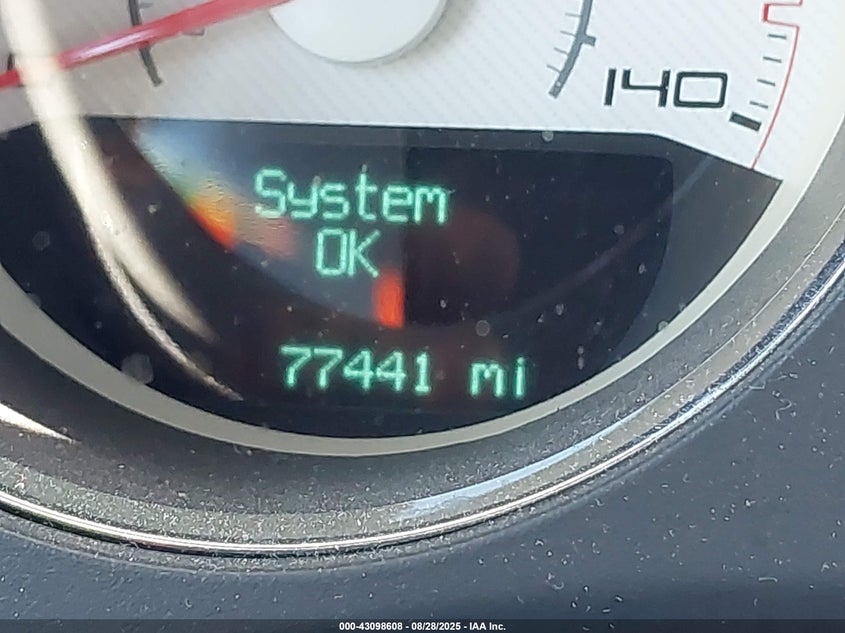 140
System
OK
77441 mi
000-43098608 - 08/28/2025 - IAA Inc.